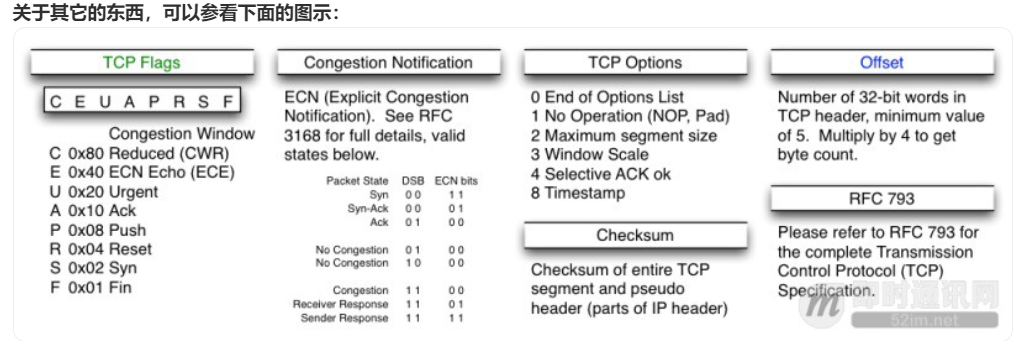 关于其它的东西，可以参看下面的图示：
TCP Flags
C E U A P R S F
Congestion Window
C 0x80 Reduced (CWR)
E 0x40 ECN Echo (ECE)
U 0x20 Urgent
A 0x10 Ack
P 0x08 Push
R 0x04 Reset
S 0x02 Syn
F 0x01 Fin
Congestion Notification
ECN (Explicit Congestion
Notification). See RFC
3168 for full details, valid
states below.
Packet State DSB ECN bits
Syn 0 0 1 1
Syn-Ack 0 0 0 1
Ack 0 1 0 0
No Congestion 0 1 0 0
No Congestion 1 0 0 0
Congestion 1 1 0 0
Receiver Response 1 1 0 1
Sender Response 1 1 1 1
TCP Options
0 End of Options List
1 No Operation (NOP, Pad)
2 Maximum segment size
3 Window Scale
4 Selective ACK ok
8 Timestamp
Checksum
Checksum of entire TCP
segment and pseudo
header (parts of IP header)
Offset
Number of 32-bit words in
TCP header, minimum value
of 5. Multiply by 4 to get
byte count.
RFC 793
Please refer to RFC 793 for
the complete Transmission
Control Protocol (TCP)
Specification.
即时通讯网
52im.net